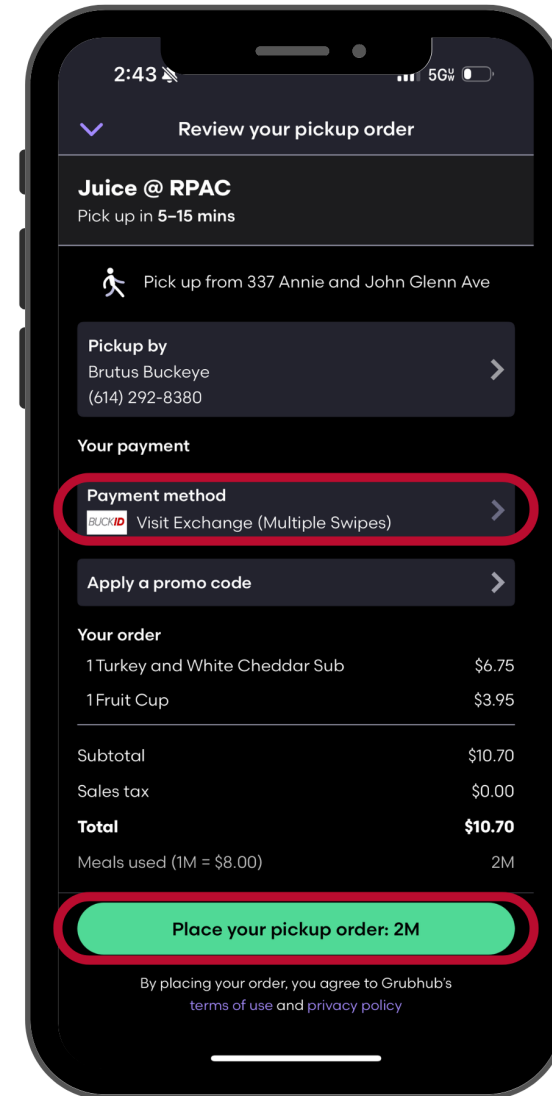 2:43 5G UW
Review your pickup order
Juice @ RPAC
Pick up in 5–15 mins
Pick up from 337 Annie and John Glenn Ave
Pickup by
Brutus Buckeye
(614) 292-8380
Your payment
Payment method
BUCKID Visit Exchange (Multiple Swipes)
Apply a promo code
Your order
1 Turkey and White Cheddar Sub $6.75
1 Fruit Cup $3.95
Subtotal $10.70
Sales tax $0.00
Total $10.70
Meals used (1M = $8.00) 2M
Place your pickup order: 2M
By placing your order, you agree to Grubhub's
terms of use and privacy policy